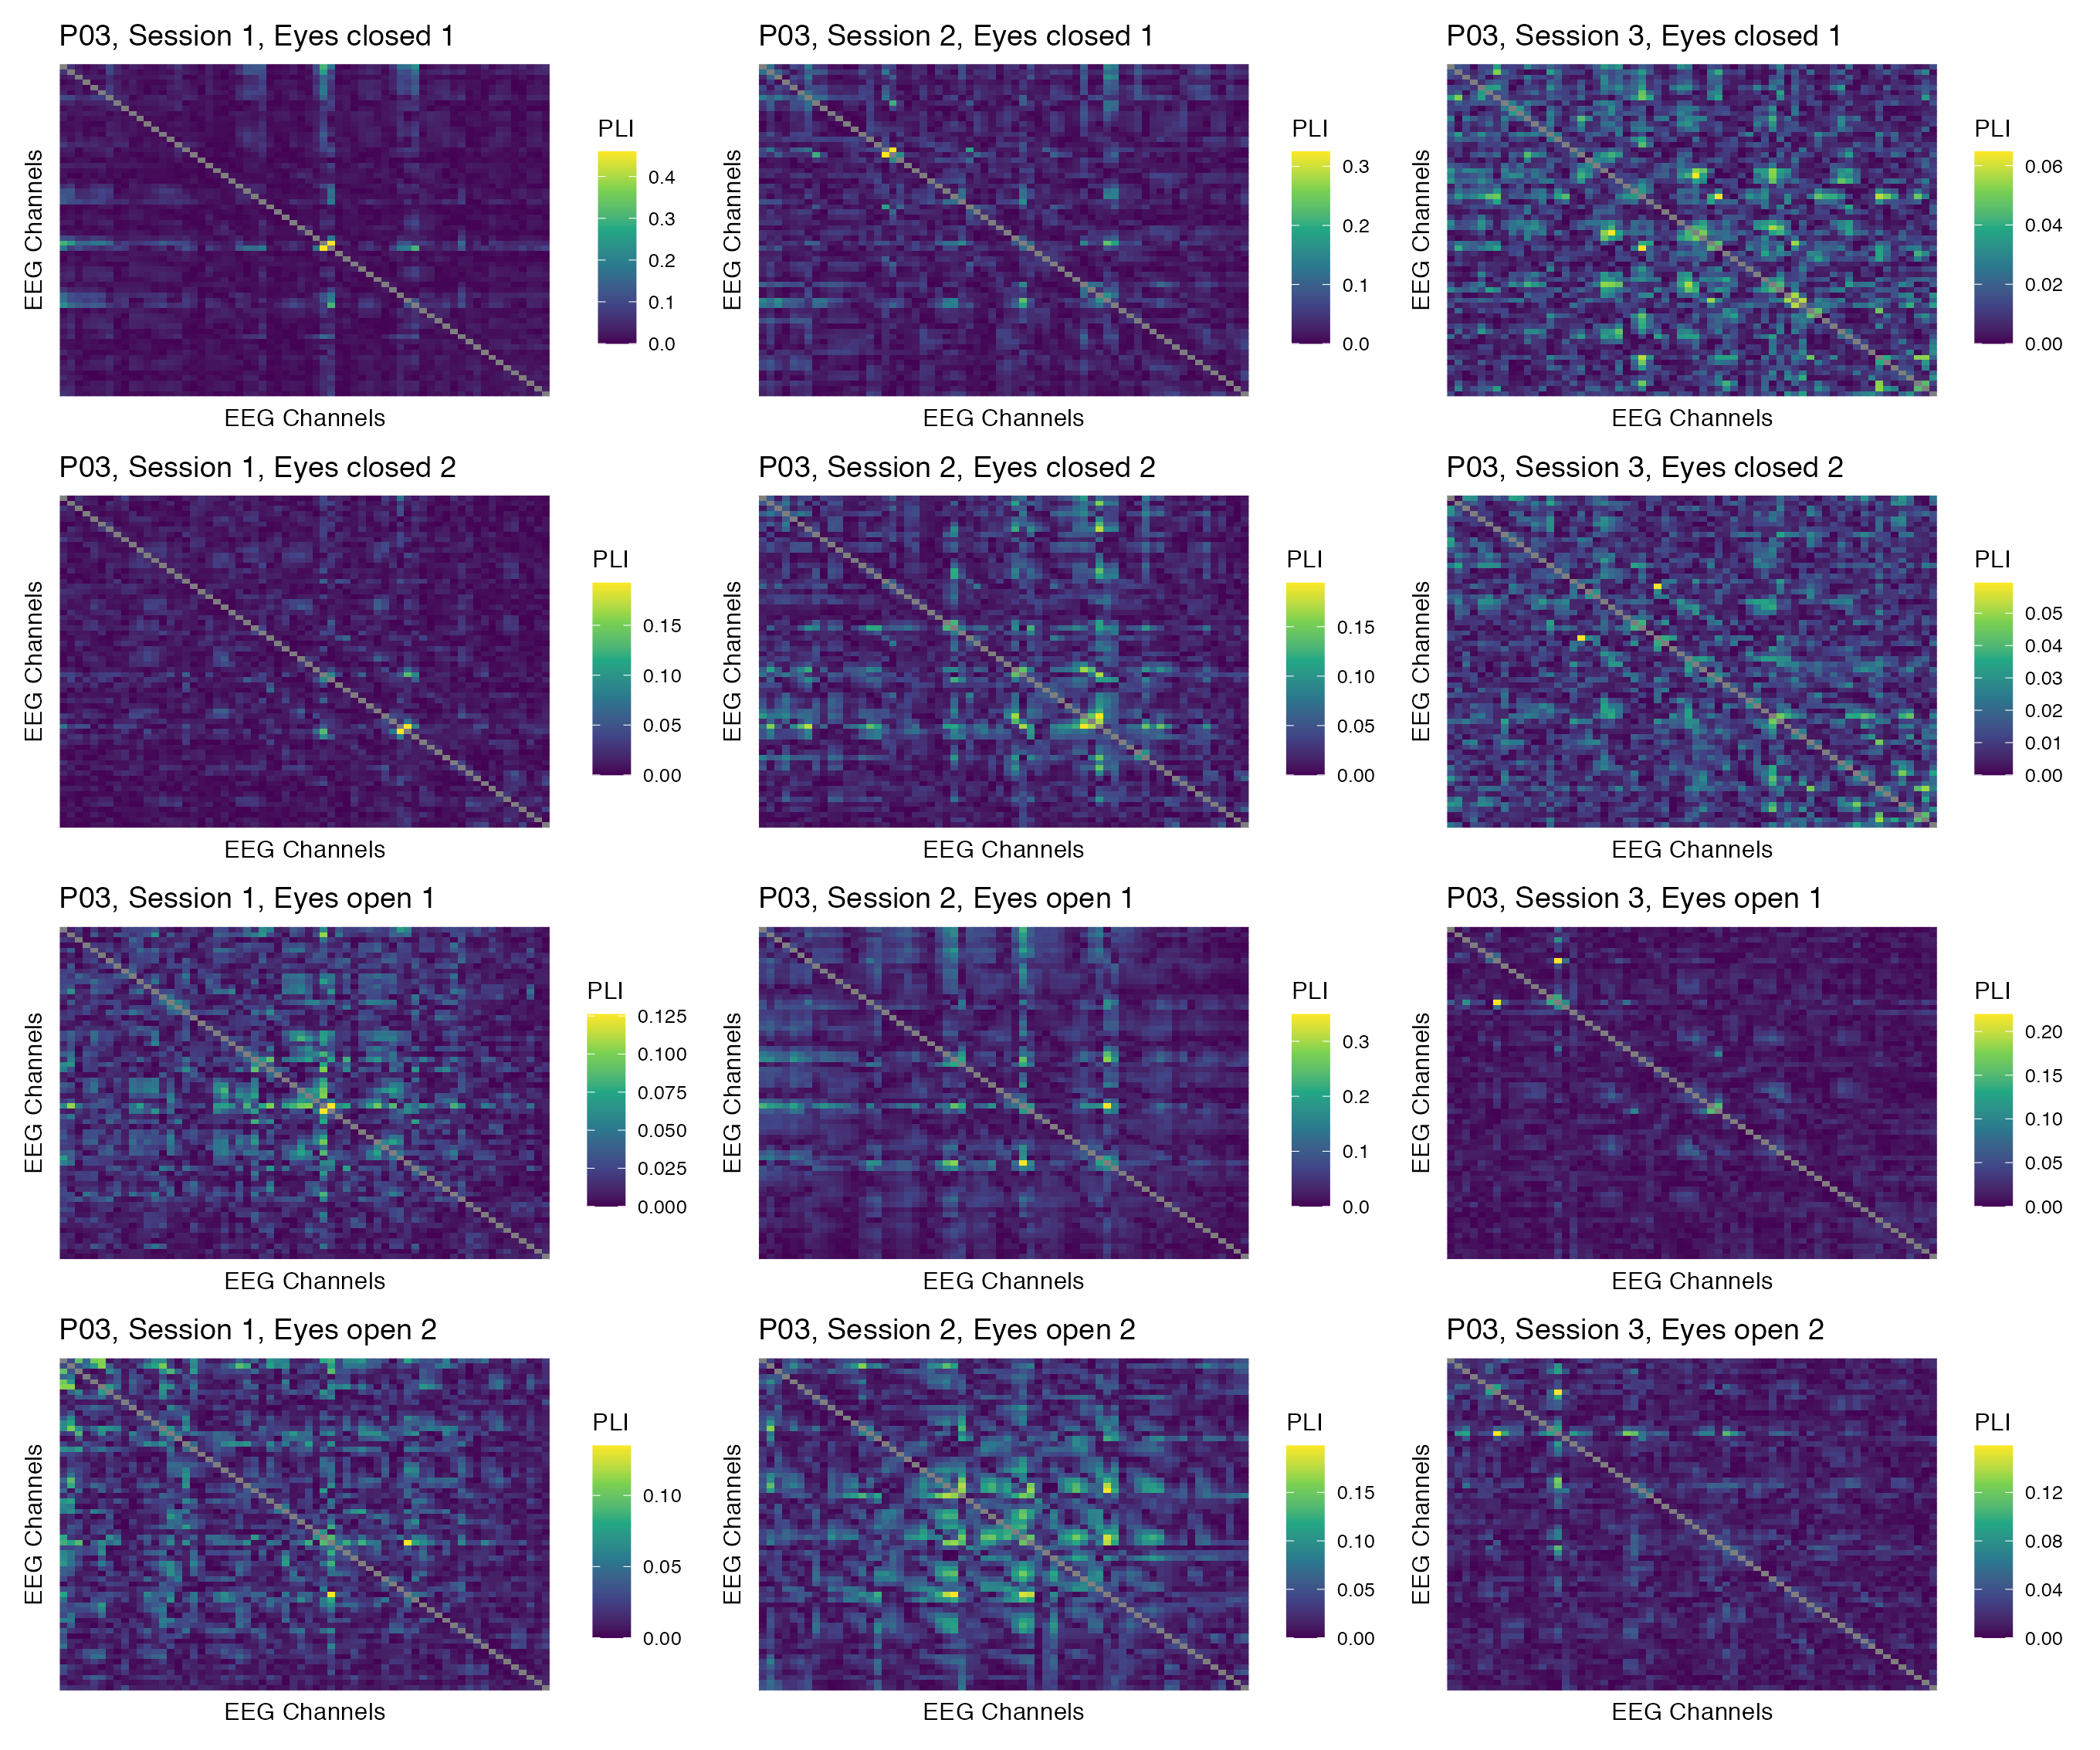 P03, Session 1, Eyes closed 1
EEG Channels
EEG Channels
PLI
0.4
0.3
0.2
0.1
0.0
P03, Session 2, Eyes closed 1
EEG Channels
EEG Channels
PLI
0.3
0.2
0.1
0.0
P03, Session 3, Eyes closed 1
EEG Channels
EEG Channels
PLI
0.06
0.04
0.02
0.00
P03, Session 1, Eyes closed 2
EEG Channels
EEG Channels
PLI
0.15
0.10
0.05
0.00
P03, Session 2, Eyes closed 2
EEG Channels
EEG Channels
PLI
0.15
0.10
0.05
0.00
P03, Session 3, Eyes closed 2
EEG Channels
EEG Channels
PLI
0.05
0.04
0.03
0.02
0.01
0.00
P03, Session 1, Eyes open 1
EEG Channels
EEG Channels
PLI
0.125
0.100
0.075
0.050
0.025
0.000
P03, Session 2, Eyes open 1
EEG Channels
EEG Channels
PLI
0.3
0.2
0.1
0.0
P03, Session 3, Eyes open 1
EEG Channels
EEG Channels
PLI
0.20
0.15
0.10
0.05
0.00
P03, Session 1, Eyes open 2
EEG Channels
EEG Channels
PLI
0.10
0.05
0.00
P03, Session 2, Eyes open 2
EEG Channels
EEG Channels
PLI
0.15
0.10
0.05
0.00
P03, Session 3, Eyes open 2
EEG Channels
EEG Channels
PLI
0.12
0.08
0.04
0.00